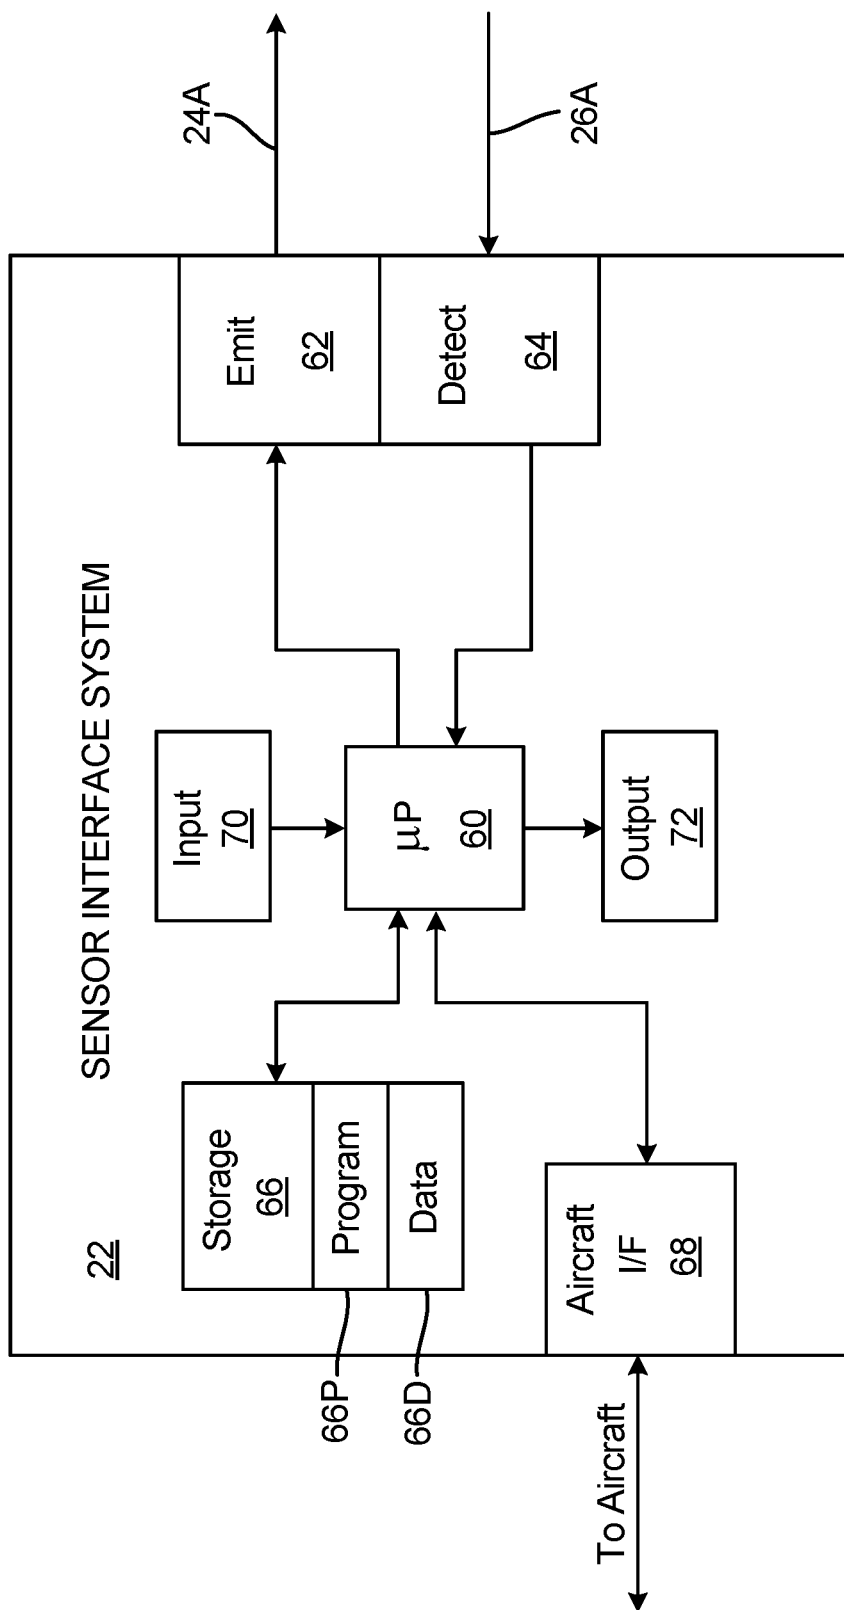 SENSOR INTERFACE SYSTEM
22
Storage
66
Program
Data
66P
66D
Input
70
μP
60
Output
72
Emit
62
Detect
64
24A
26A
Aircraft
I/F
68
To Aircraft